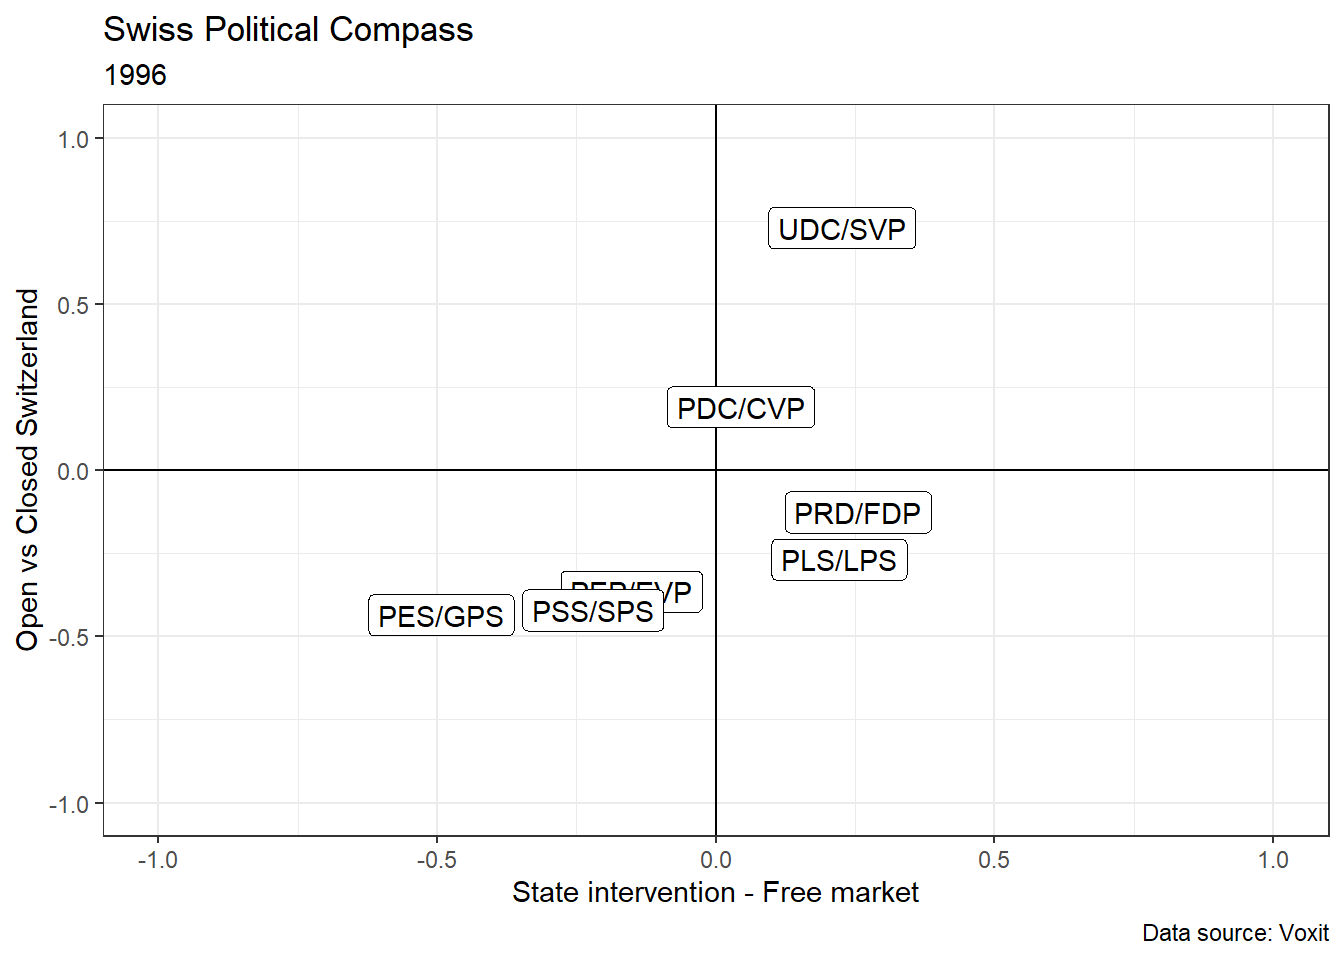 Swiss Political Compass
1996
1.0
0.5
0.0
-0.5
-1.0
Open vs Closed Switzerland
UDC/SVP
PDC/CVP
PRD/FDP
PLS/LPS
PSS/SPS
PES/GPS
-1.0
-0.5
0.0
0.5
1.0
State intervention - Free market
Data source: Voxit